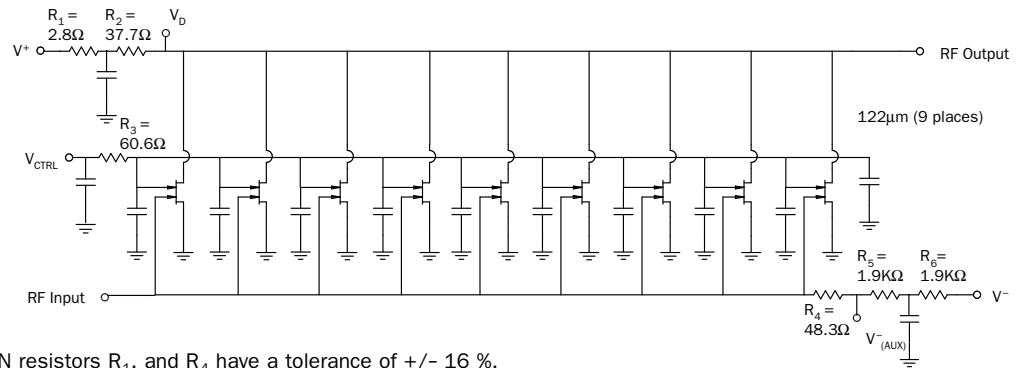 R1 =
2.8Ω
R2 =
37.7Ω
VD
V+
RF Output
R3 =
60.6Ω
122µm (9 places)
VCTRL
R5 =
1.9KΩ
R6 =
1.9KΩ
RF Input
V–
R4 =
48.3Ω
V–(AUX)
N resistors R1, and R4 have a tolerance of +/– 16 %.